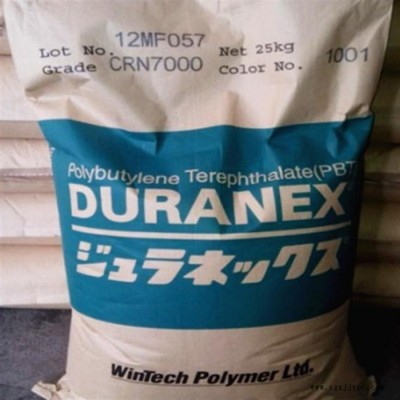 Lot No. 12MF057 Net 25kg
Grade CRN7000 Color No. 1001
Polybutylene Terephthalate(PBT)
DURANEX
ジュラネックス
WinTech Polymer Ltd.